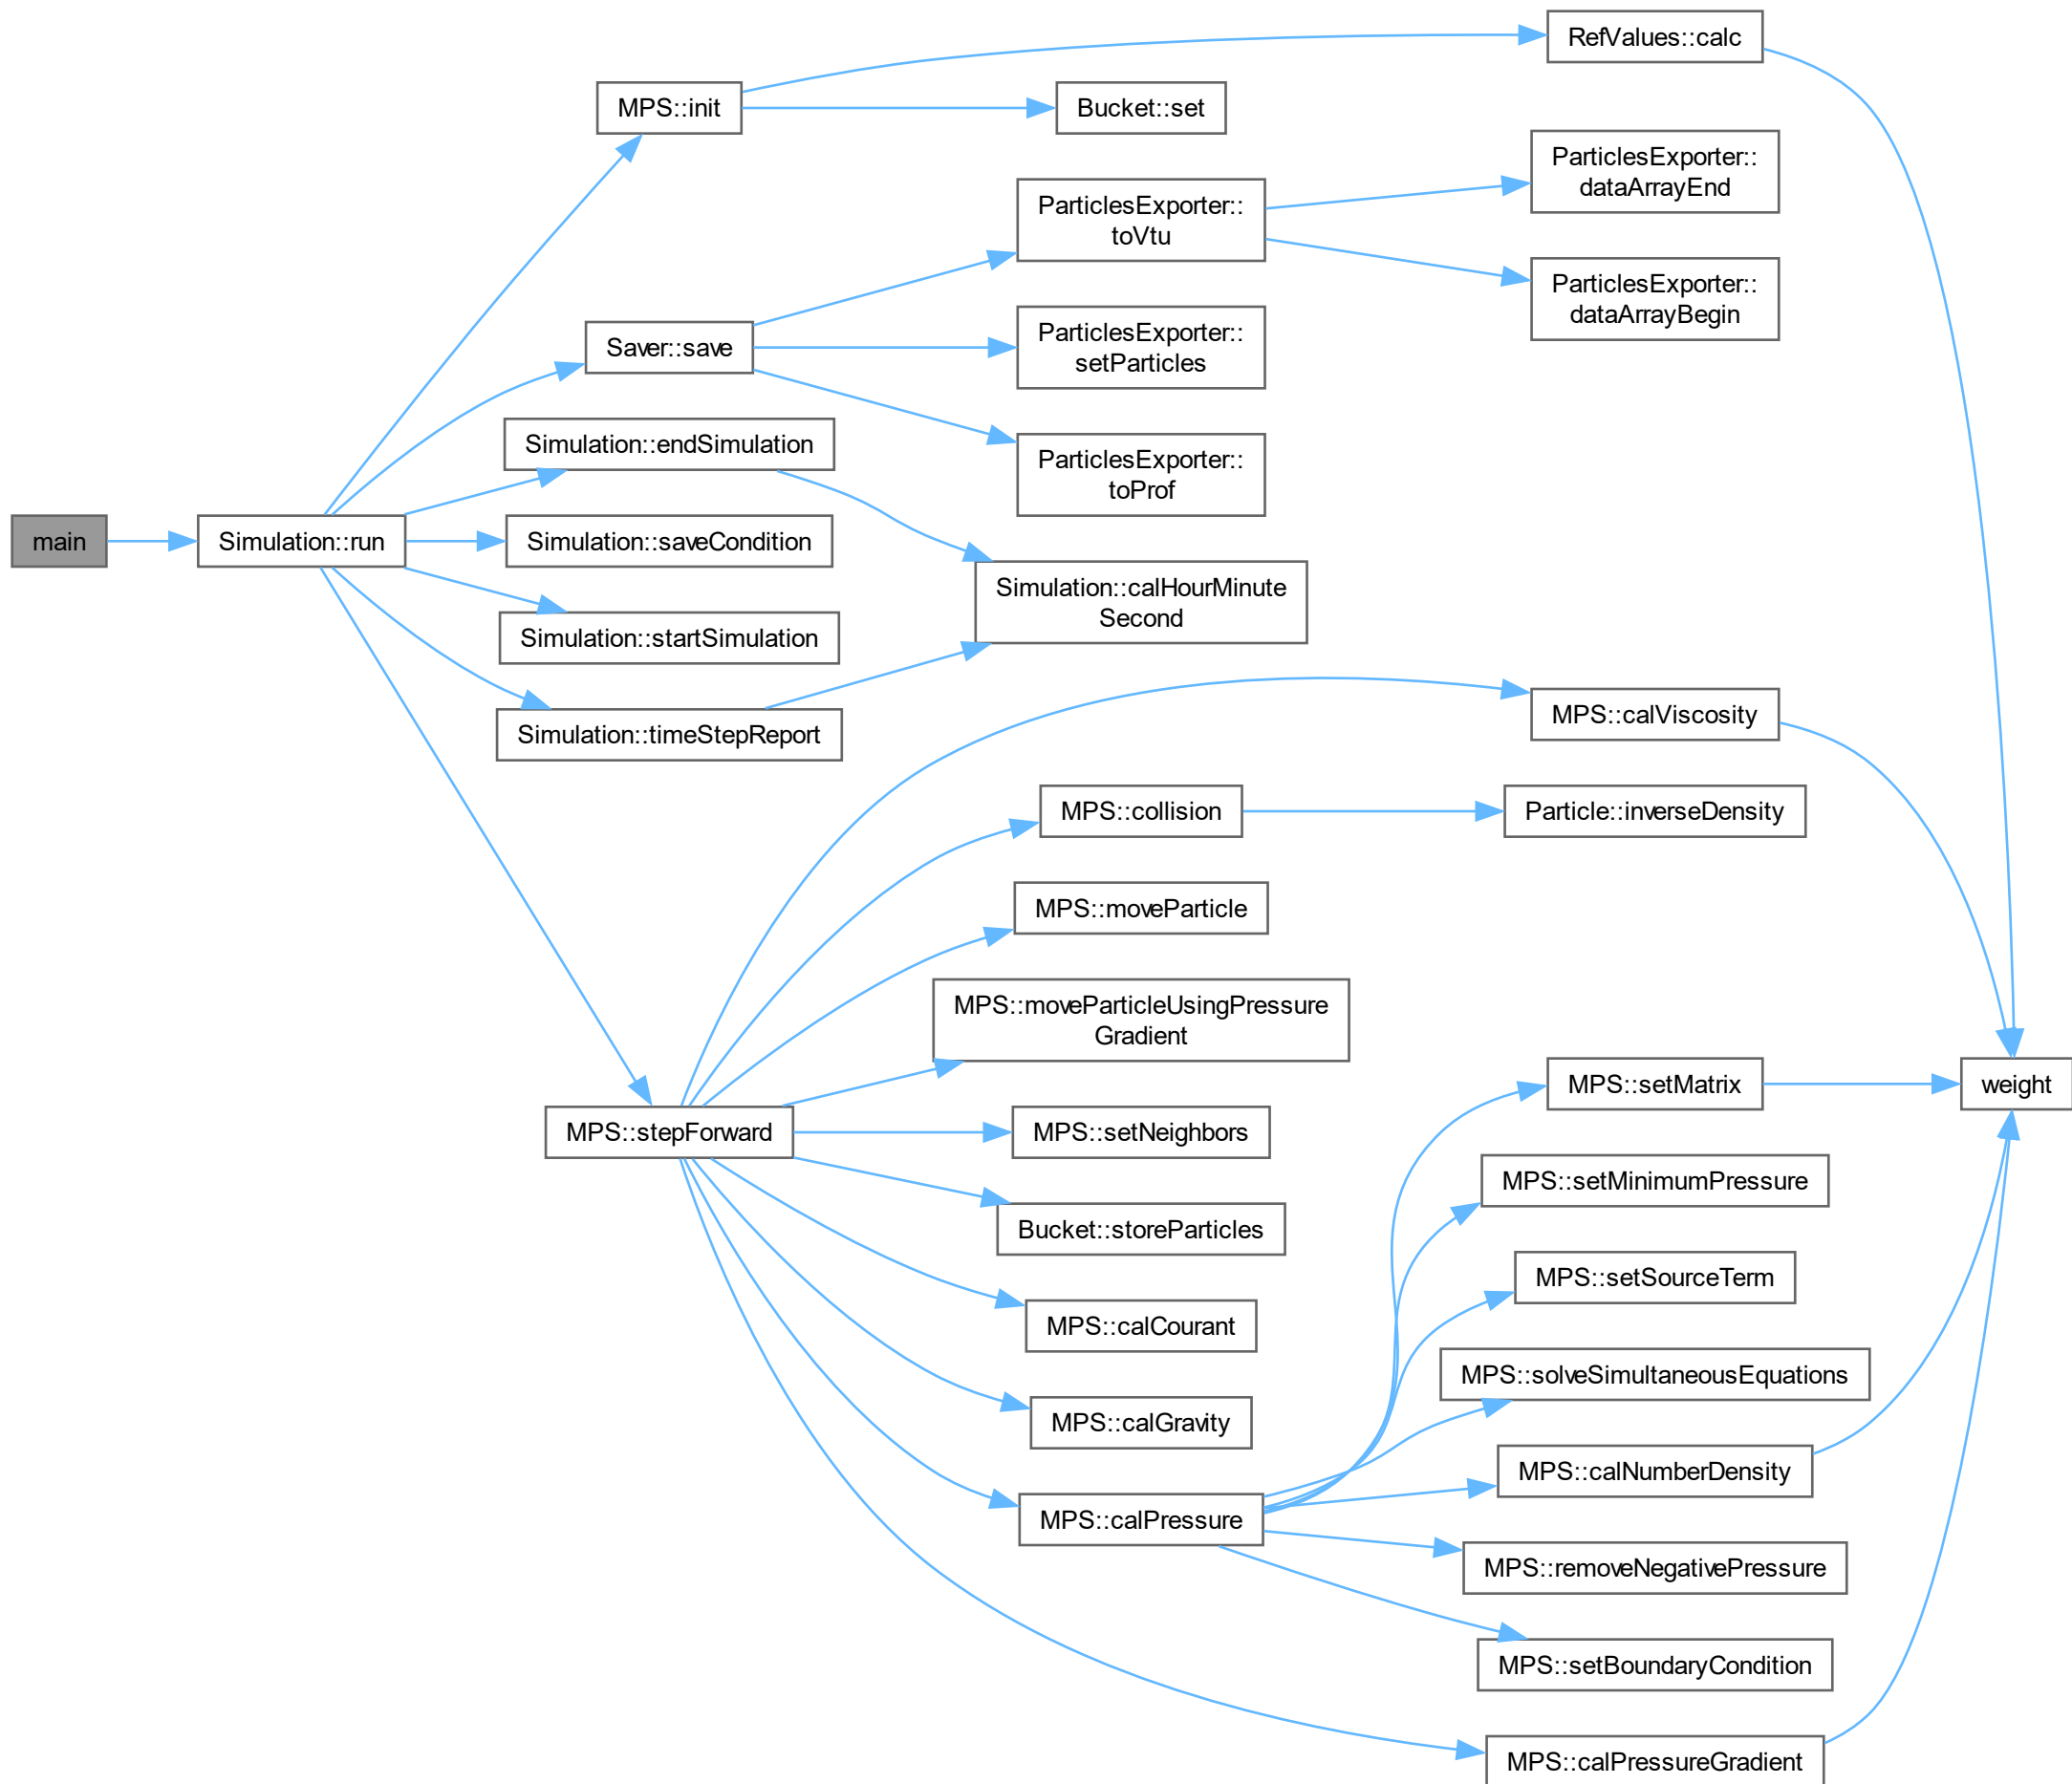 RefValues::calc
MPS::init
Bucket::set
ParticlesExporter::
dataArrayEnd
ParticlesExporter::
toVtu
ParticlesExporter::
dataArrayBegin
Saver::save
ParticlesExporter::
setParticles
Simulation::endSimulation
ParticlesExporter::
toProf
main
Simulation::run
Simulation::saveCondition
Simulation::calHourMinute
Second
Simulation::startSimulation
Simulation::timeStepReport
MPS::calViscosity
MPS::collision
Particle::inverseDensity
MPS::moveParticle
MPS::moveParticleUsingPressure
Gradient
MPS::setMatrix
weight
MPS::stepForward
MPS::setNeighbors
MPS::setMinimumPressure
Bucket::storeParticles
MPS::setSourceTerm
MPS::calCourant
MPS::solveSimultaneousEquations
MPS::calGravity
MPS::calNumberDensity
MPS::calPressure
MPS::removeNegativePressure
MPS::setBoundaryCondition
MPS::calPressureGradient